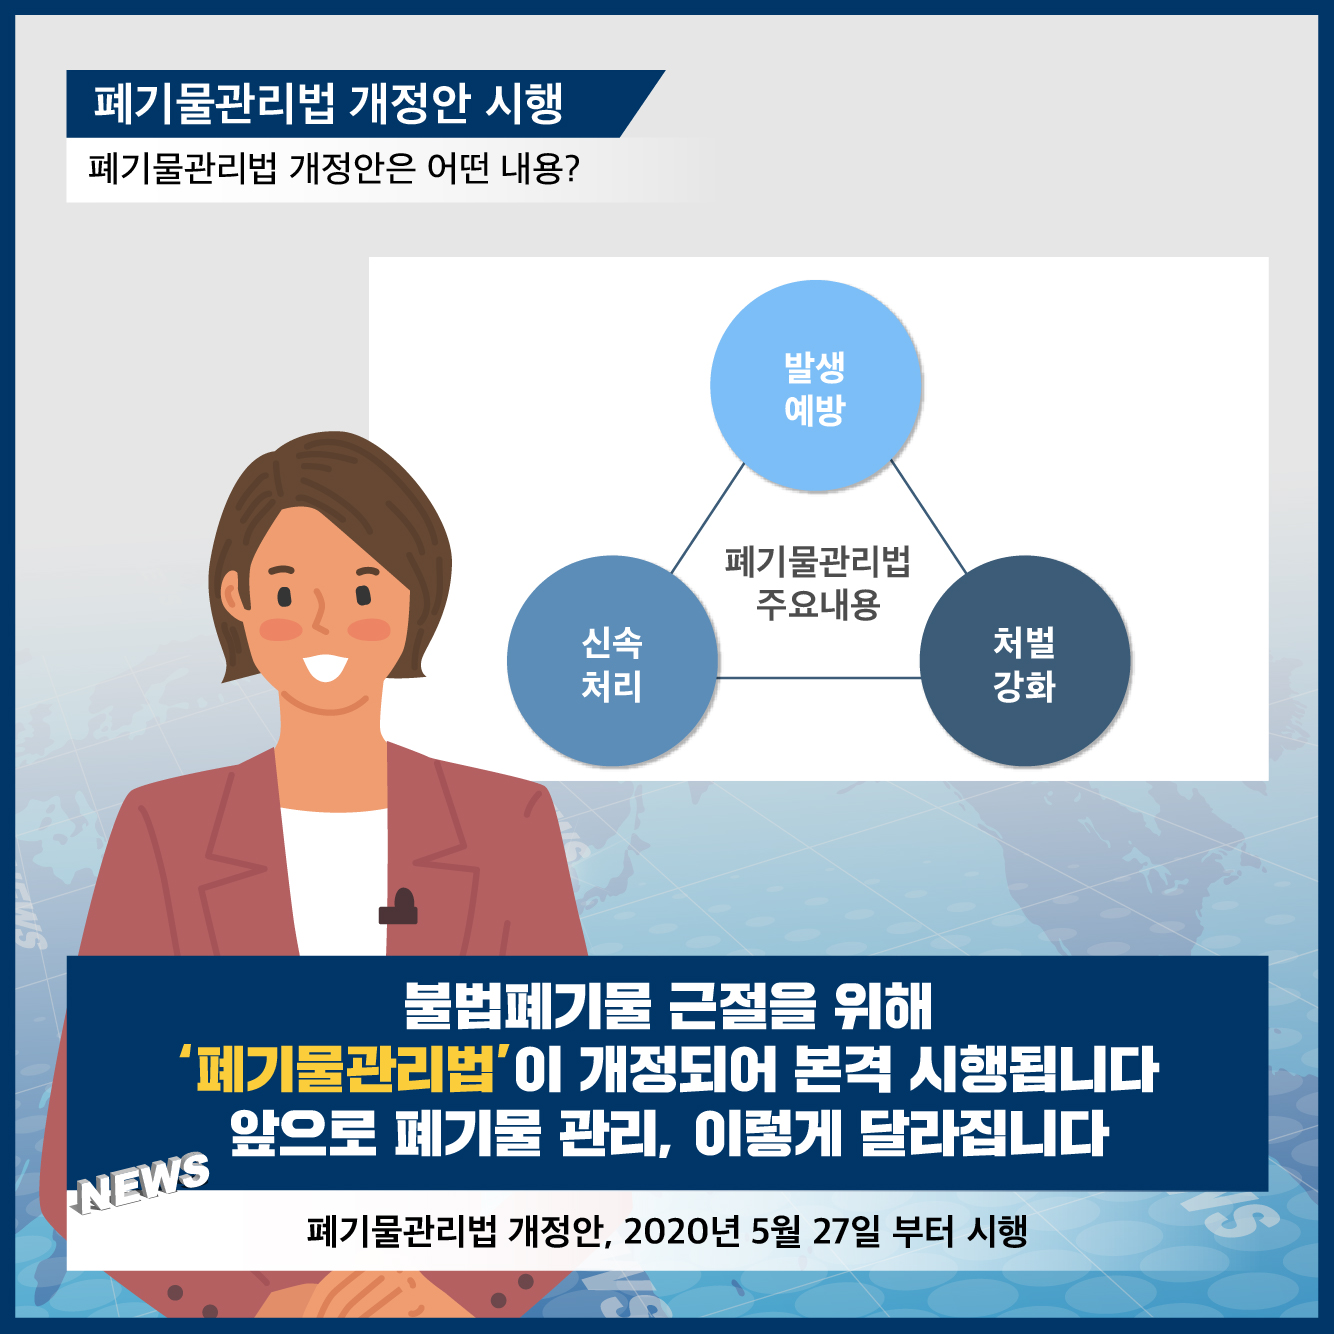 폐기물관리법 개정안 시행
폐기물관리법 개정안은 어떤 내용?
발생
예방
폐기물관리법
주요내용
신속
처리
처벌
강화
불법폐기물 근절을 위해
‘폐기물관리법’이 개정되어 본격 시행됩니다
앞으로 폐기물 관리, 이렇게 달라집니다
NEWS
폐기물관리법 개정안, 2020년 5월 27일 부터 시행
NEWS
NEWS
NEWS
NEWS